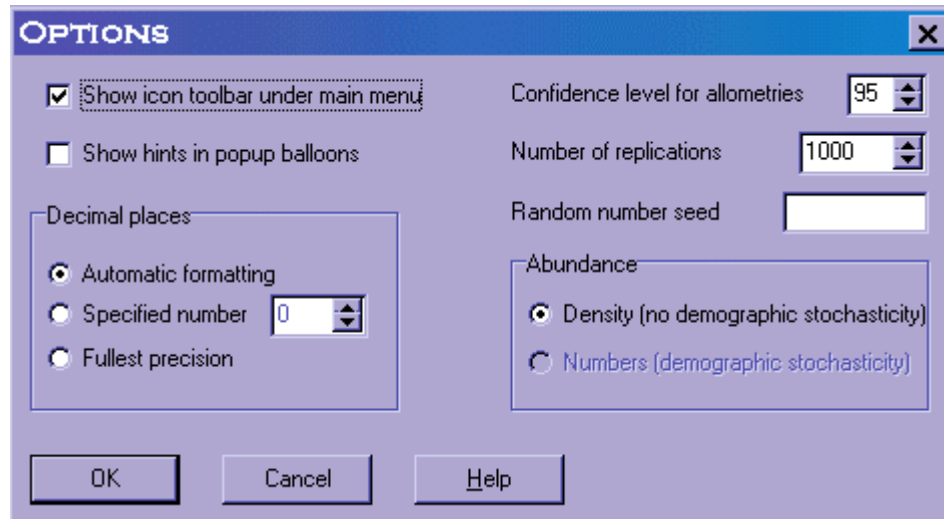 OPTIONS
Show icon toolbar under main menu
Show hints in popup balloons
Decimal places
Automatic formatting
Specified number 0
Fullest precision
Confidence level for allometries 95
Number of replications 1000
Random number seed
Abundance
Density (no demographic stochasticity)
Numbers (demographic stochasticity)
OK
Cancel
Help